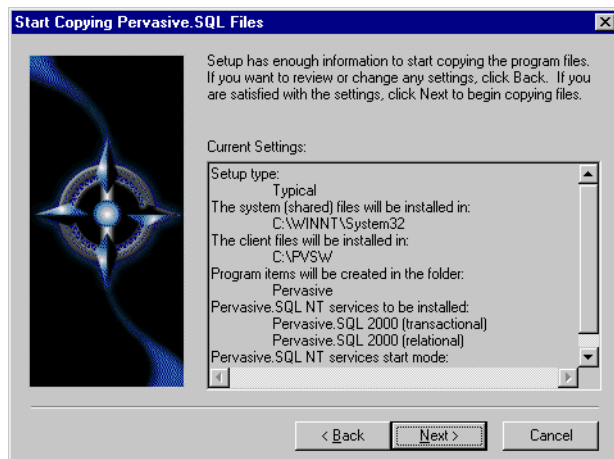 Start Copying Pervasive.SQL Files
Setup has enough information to start copying the program files.
If you want to review or change any settings, click Back. If you
are satisfied with the settings, click Next to begin copying files.
Current Settings:
Setup type:
Typical
The system (shared) files will be installed in:
C:\WINNT\System32
The client files will be installed in:
C:\PVSW
Program items will be created in the folder:
Pervasive
Pervasive.SQL NT services to be installed:
Pervasive.SQL 2000 (transactional)
Pervasive.SQL 2000 (relational)
Pervasive.SQL NT services start mode:
< Back Next > Cancel